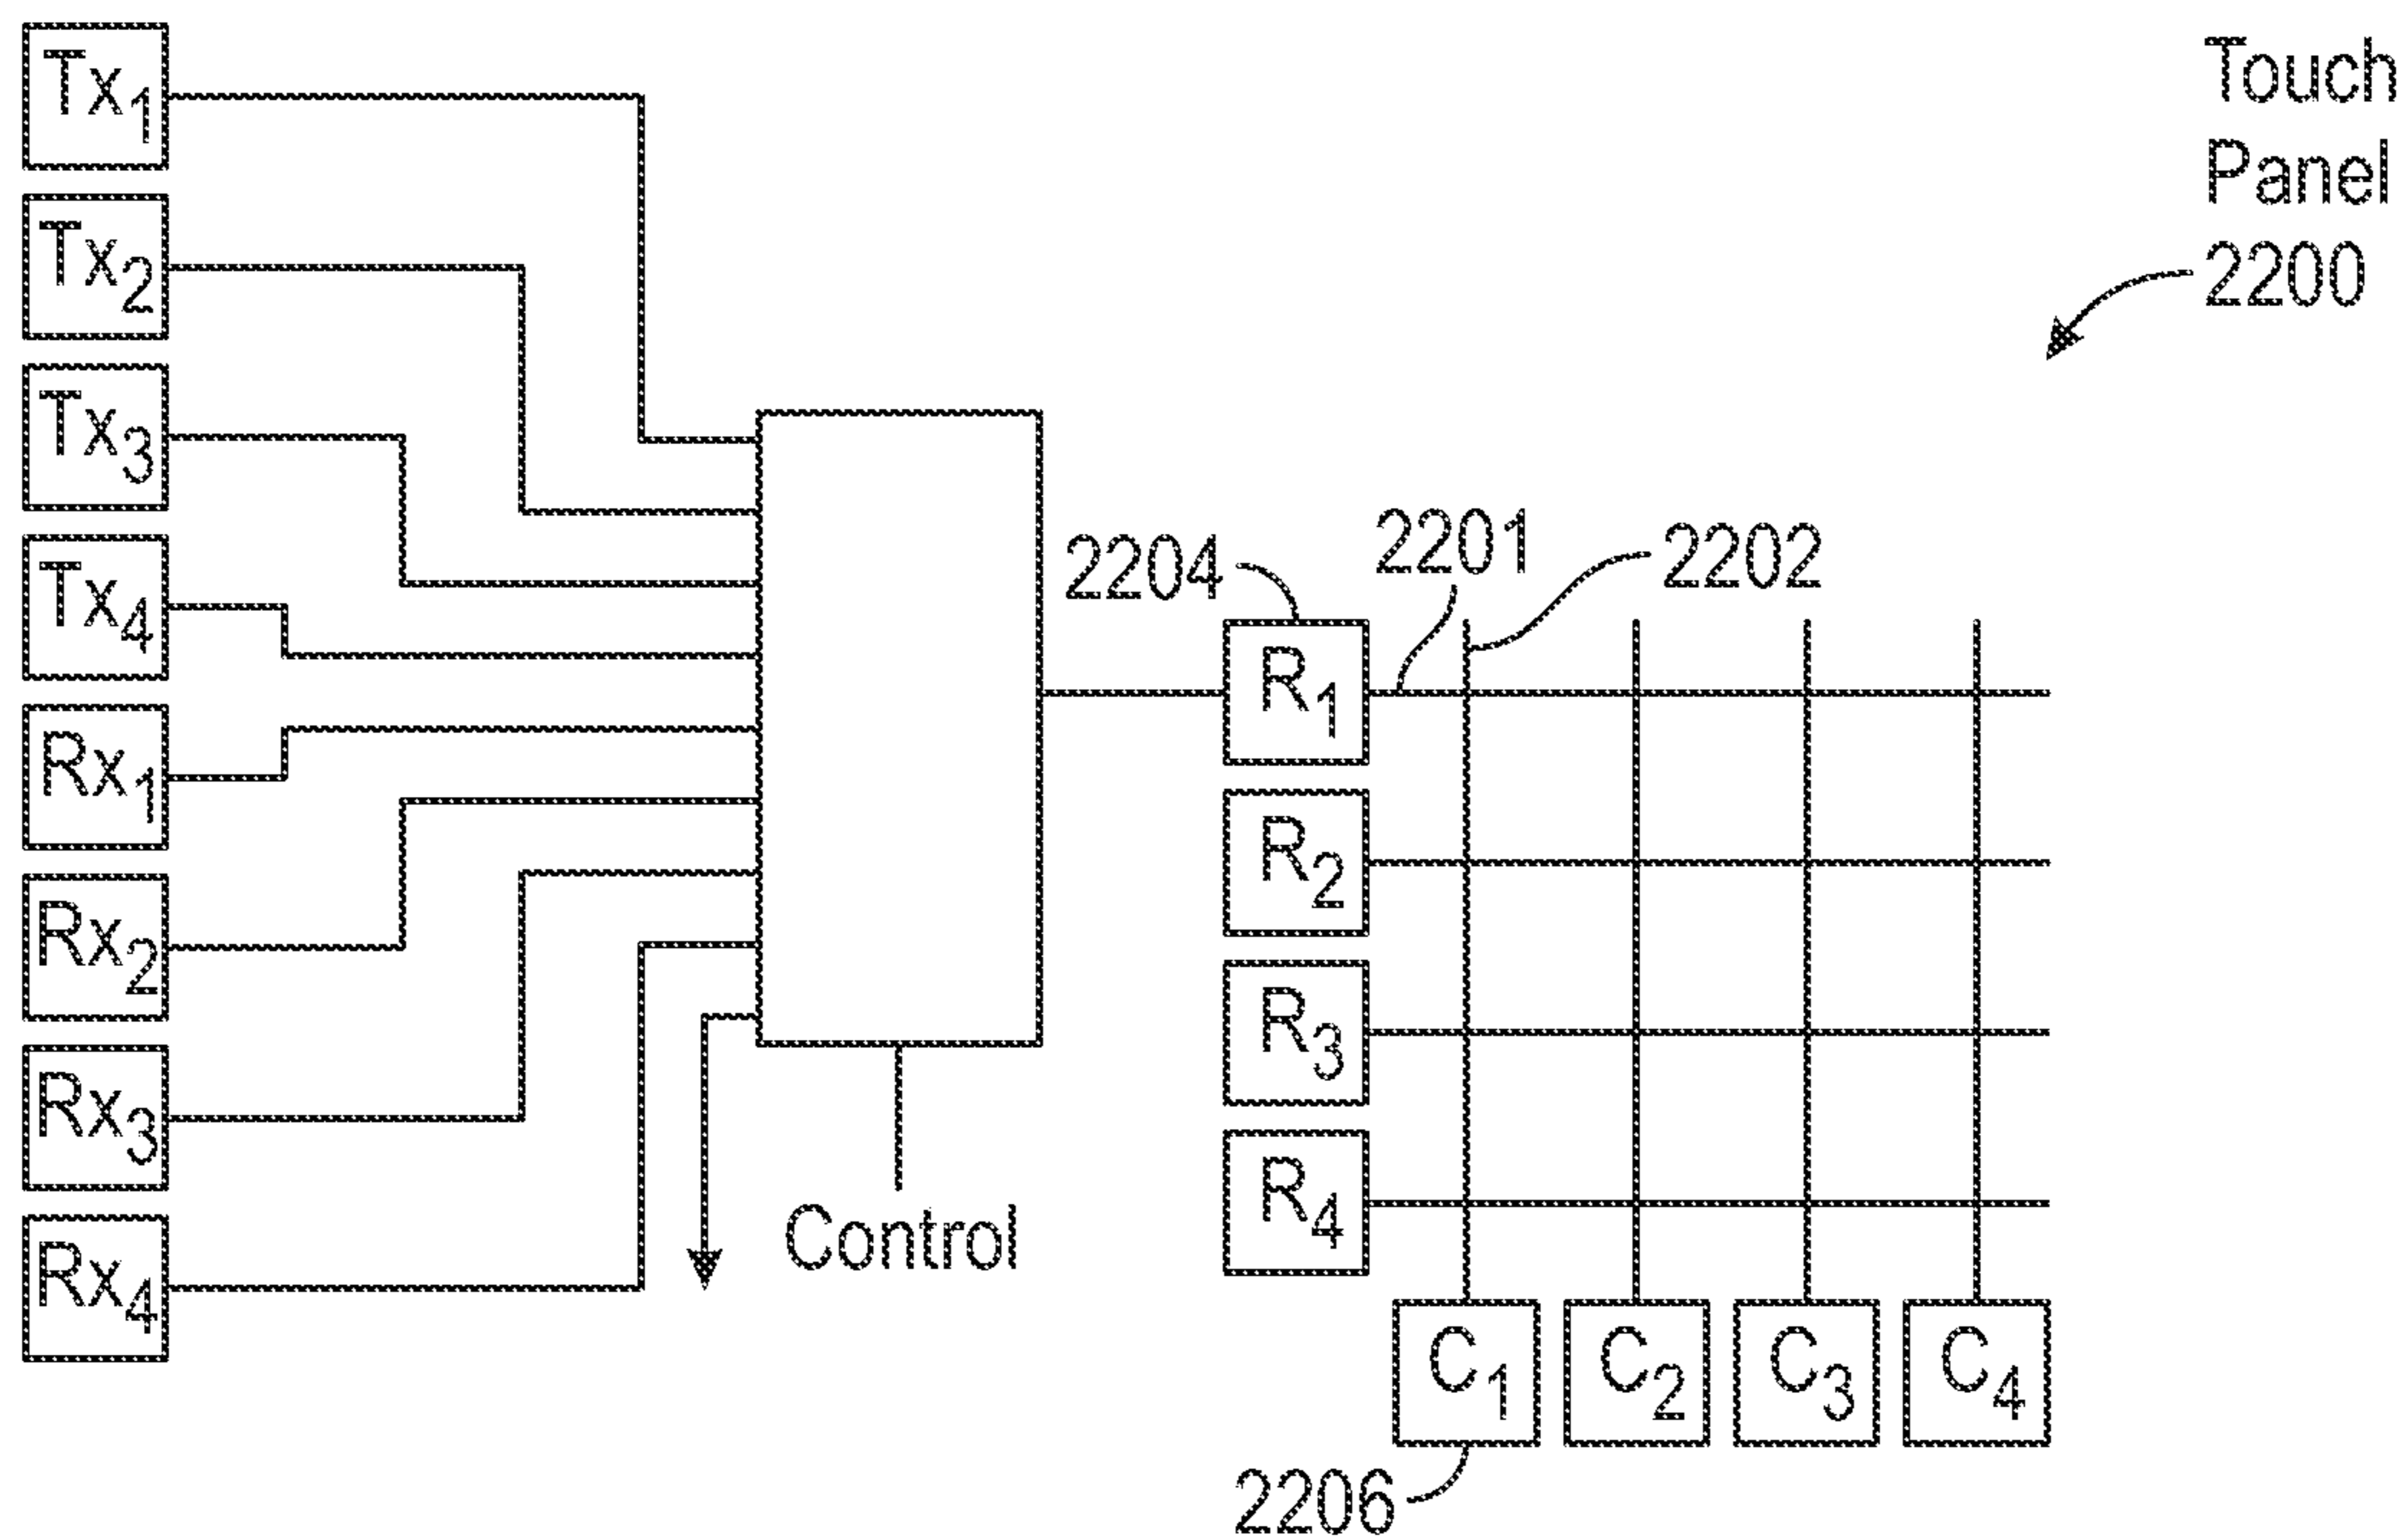 Tx1
Tx2
Tx3
Tx4
Rx1
Rx2
Rx3
Rx4
Control
Touch
Panel
2200
2204
2201
2202
R1
R2
R3
R4
C1 C2 C3 C4
2206